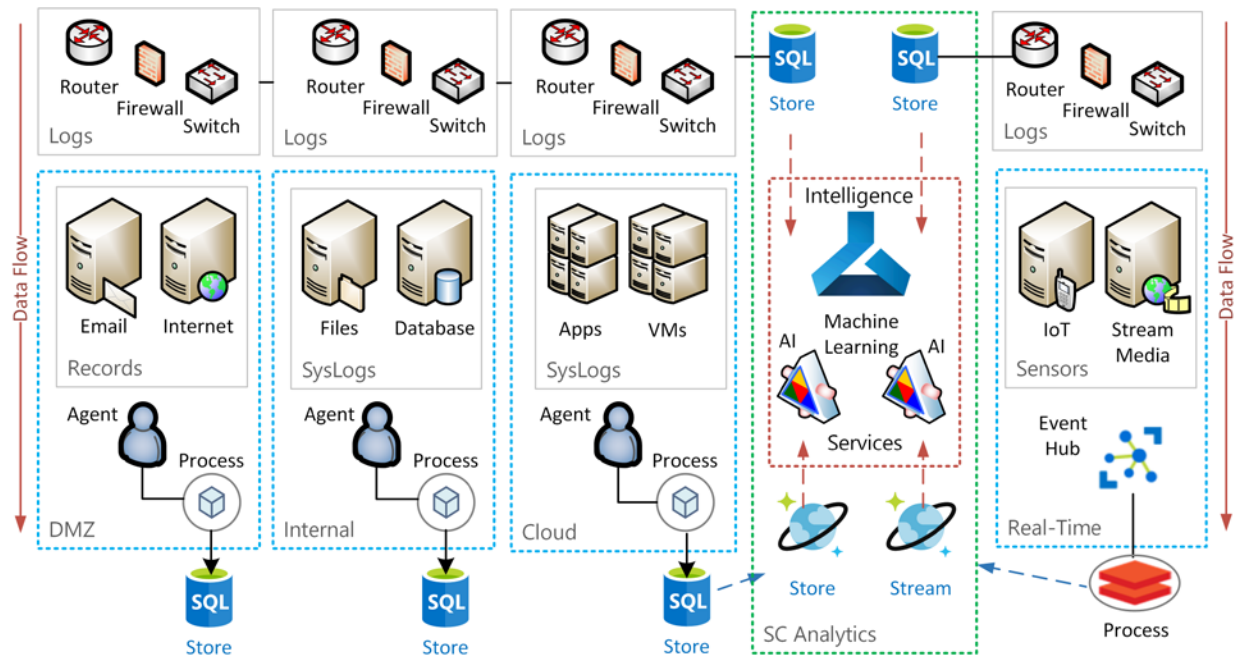 Data Flow
Router
Firewall
Switch
Logs
Router
Firewall
Switch
Logs
Router
Firewall
Switch
Logs
SQL
Store
SQL
Store
Router
Firewall
Switch
Logs
Data Flow
Email
Internet
Records
Agent
Process
DMZ
SQL
Store
Files
Database
SysLogs
Agent
Process
Internal
SQL
Store
Apps
VMs
SysLogs
Agent
Process
Cloud
SQL
Store
Intelligence
Machine
Learning
AI
AI
Services
Store
Stream
SC Analytics
IoT
Stream
Media
Sensors
Event
Hub
Real-Time
Process